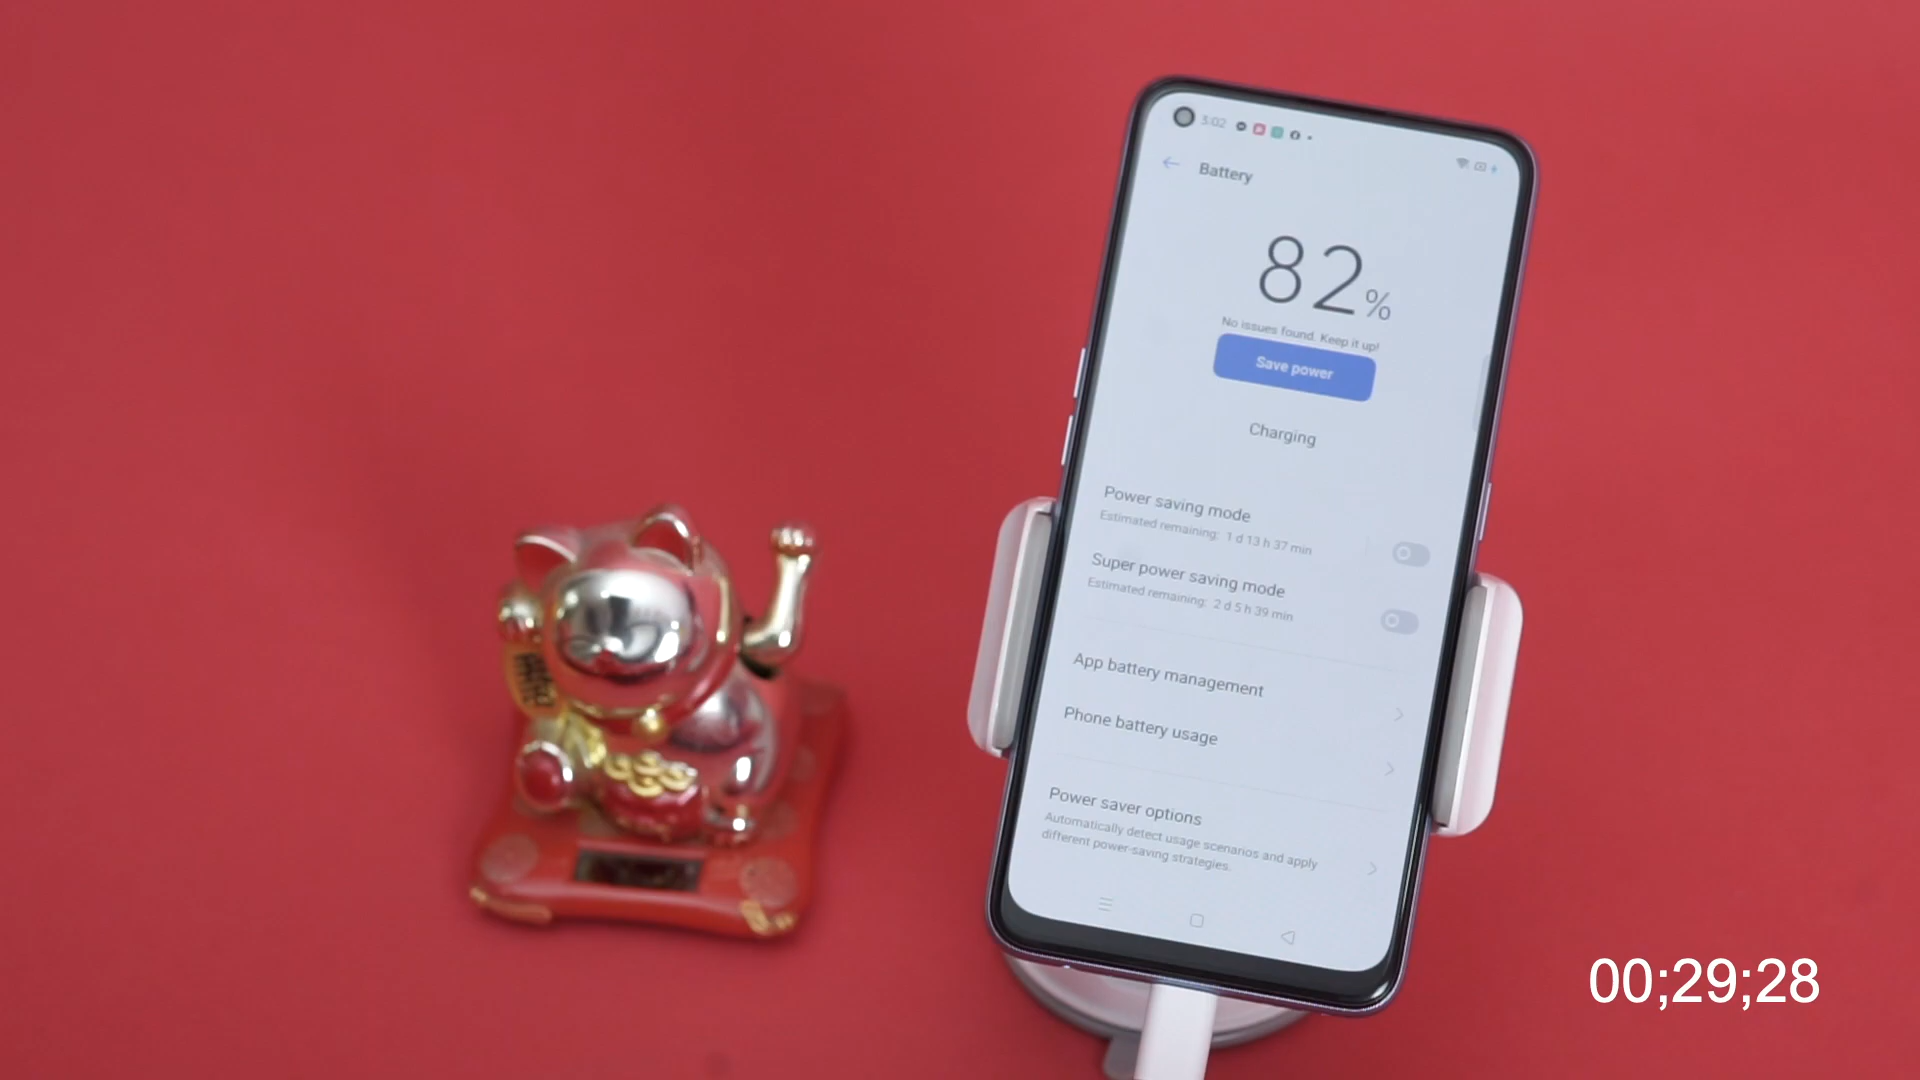 3:02
Battery
82%
No issues found. Keep it up!
Save power
Charging
Power saving mode
Estimated remaining: 1 d 13 h 37 min
Super power saving mode
Estimated remaining: 2 d 5 h 39 min
App battery management
Phone battery usage
Power saver options
Automatically detect usage scenarios and apply
different power-saving strategies.
00;29;28